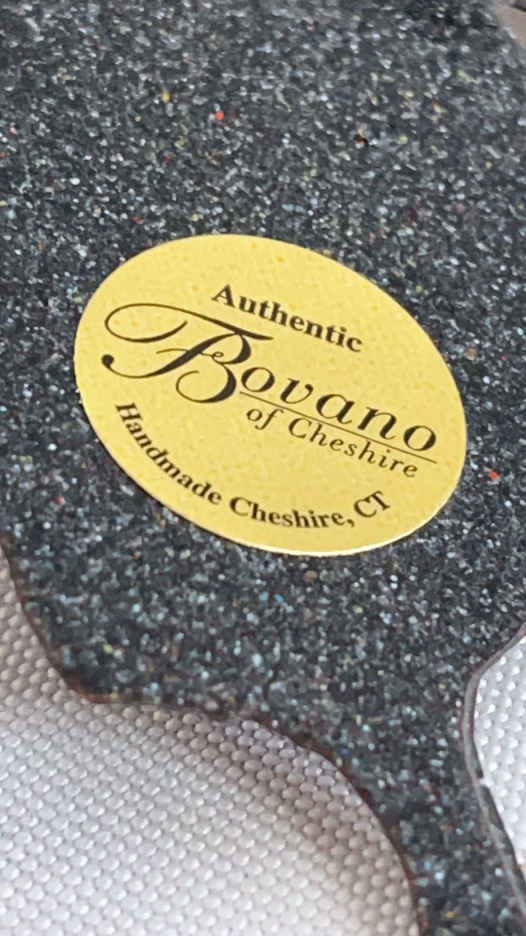 Authentic
Bovano
of Cheshire
Handmade Cheshire, CT